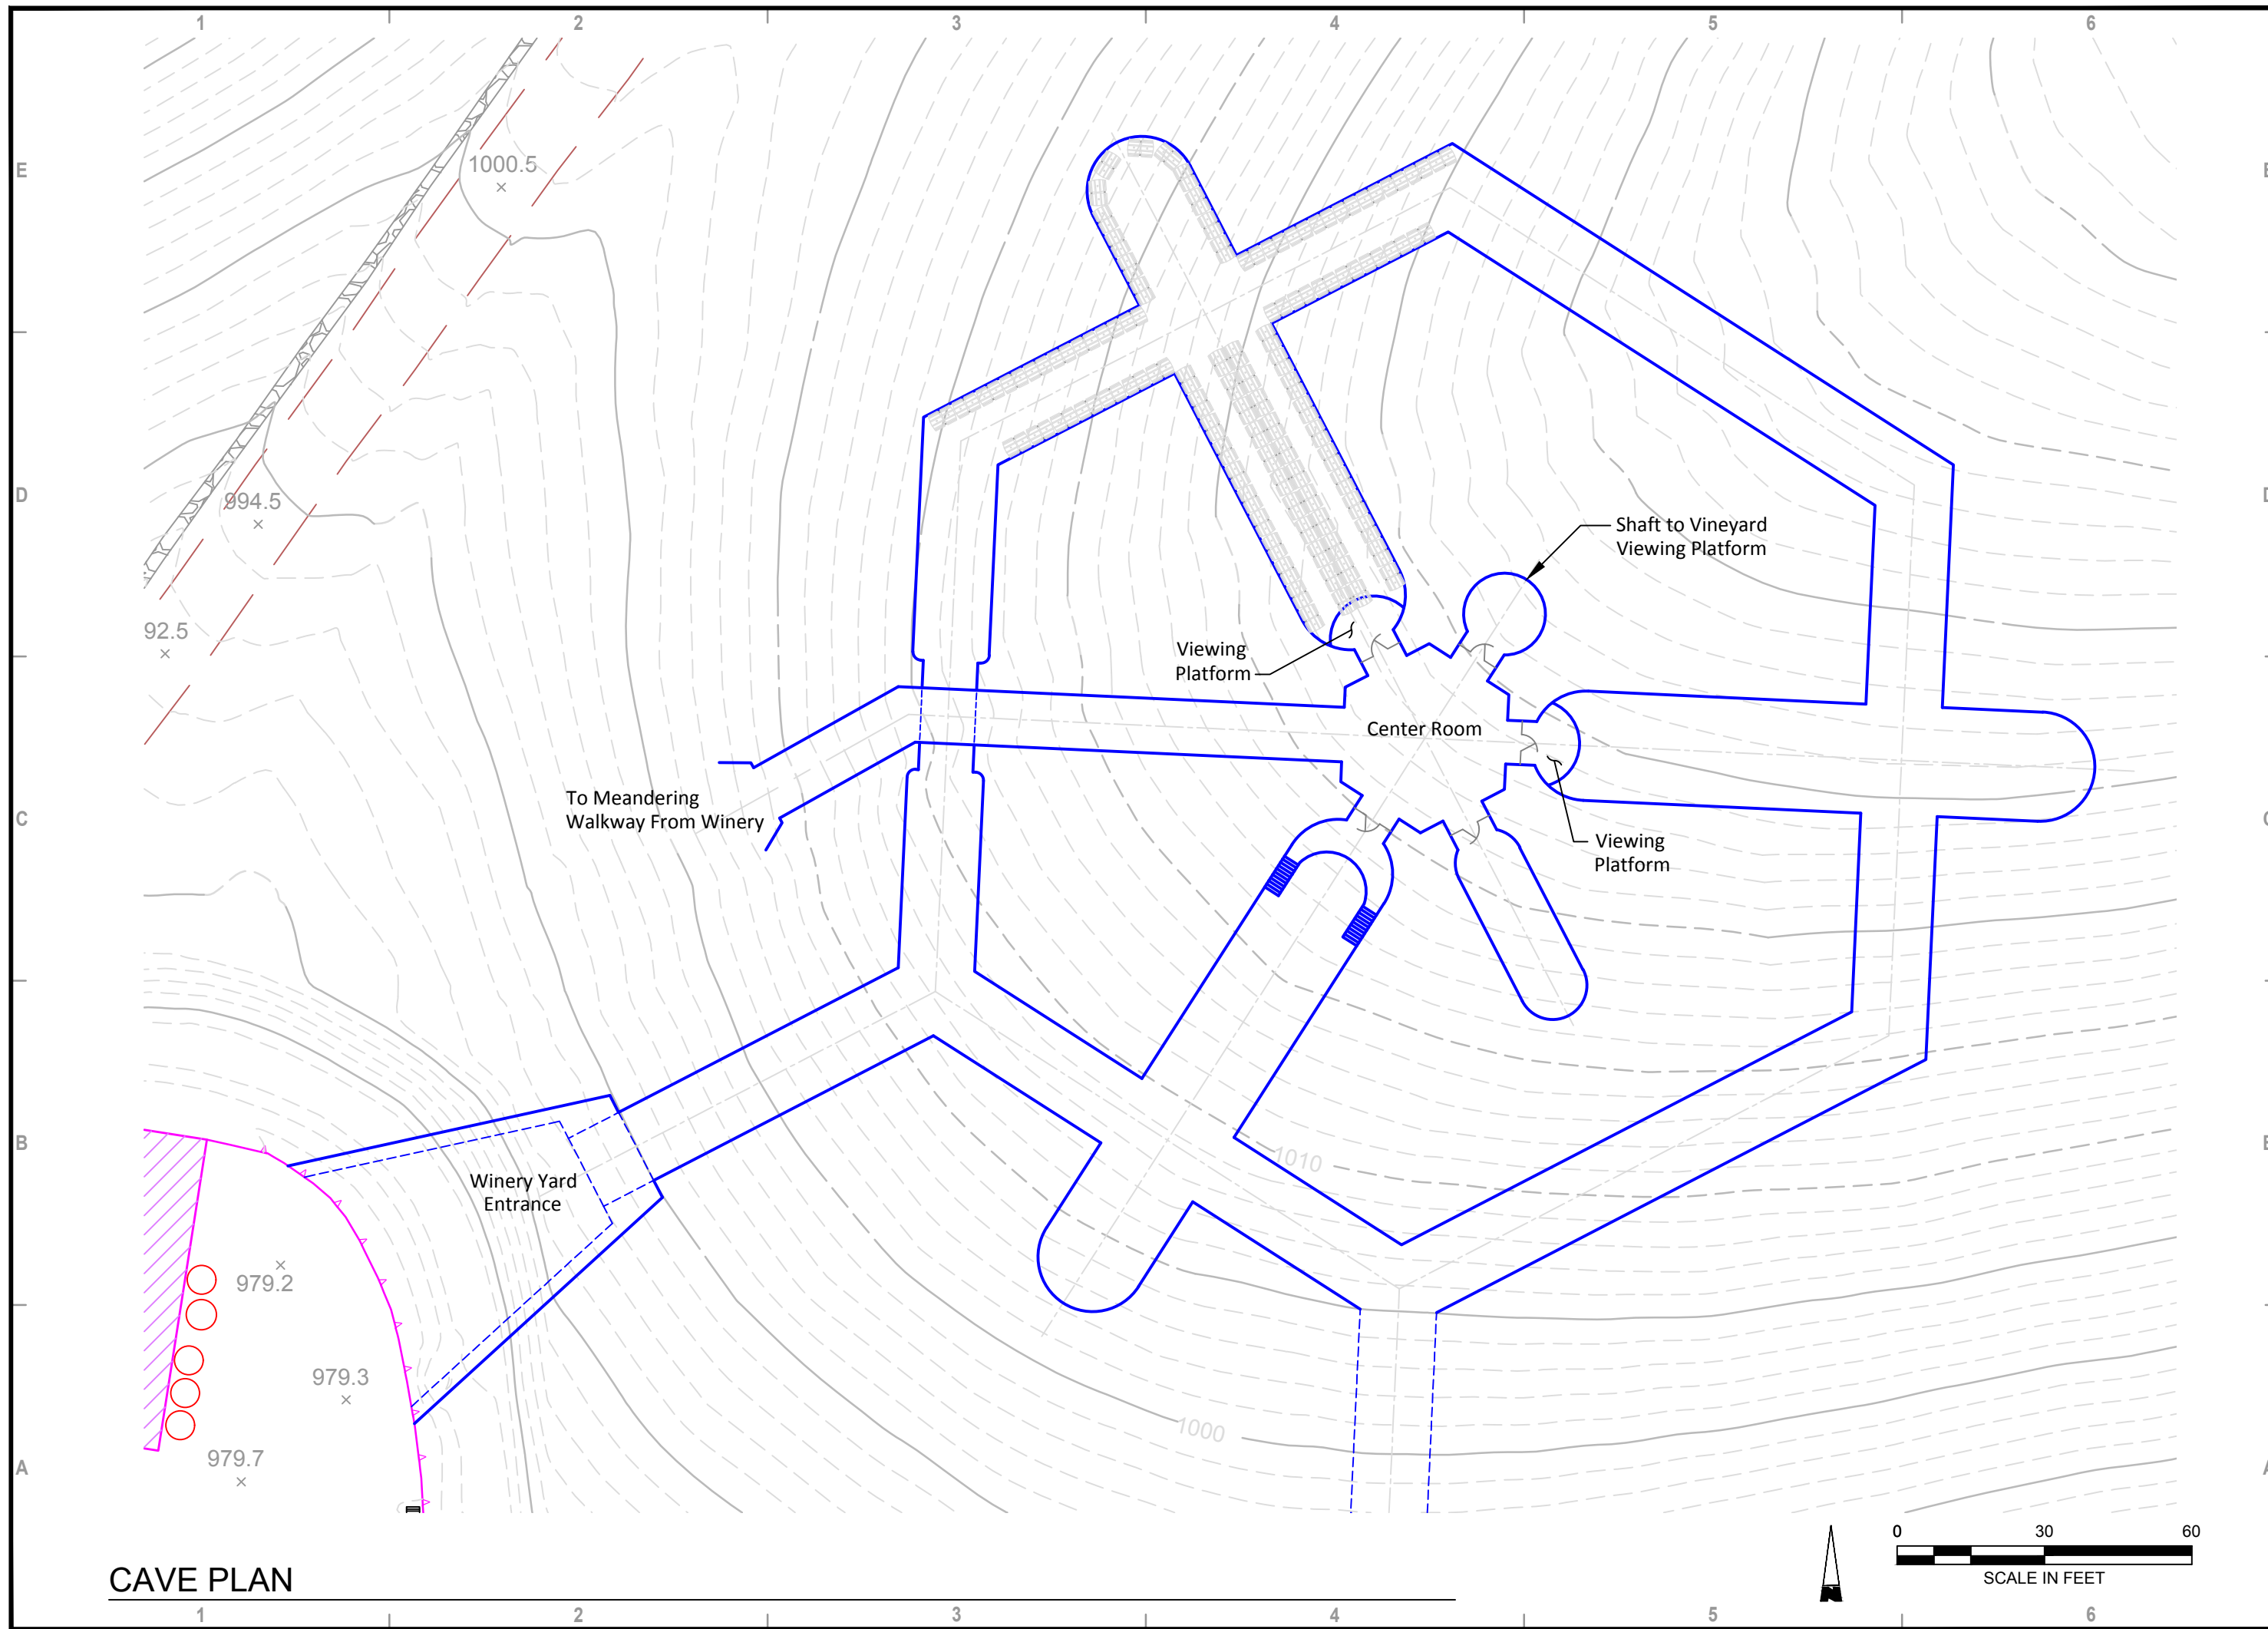 1 2 3 4 5 6
E
1000.5
D
994.5
Shaft to Vineyard
Viewing Platform
92.5
Viewing
Platform
Center Room
To Meandering
Walkway From Winery
C
Viewing
Platform
B
1010
Winery Yard
Entrance
979.2
979.3
1000
979.7
A
0 30 60
SCALE IN FEET
N
CAVE PLAN
1 2 3 4 5 6